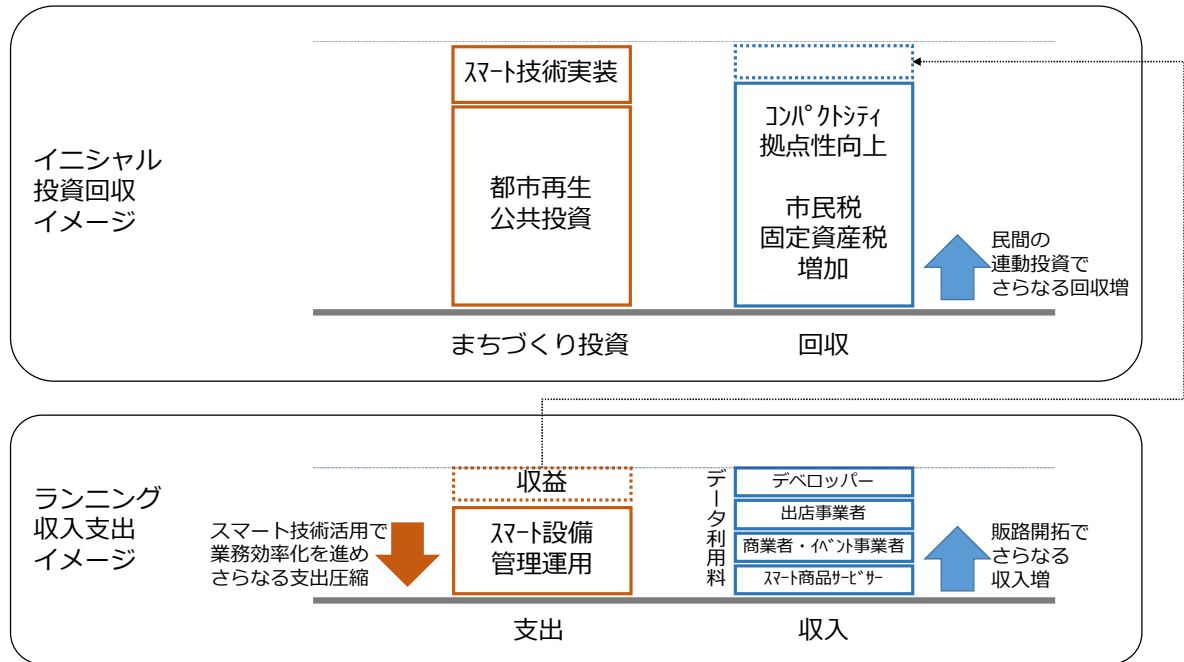 イニシャル
投資回収
イメージ
ｽﾏｰﾄ技術実装
都市再生
公共投資
まちづくり投資
ｺﾝﾊﾟｸﾄｼﾃｨ
拠点性向上
市民税
固定資産税
増加
回収
民間の
連動投資で
さらなる回収増
ランニング
収入支出
イメージ
スマート技術活用で
業務効率化を進め
さらなる支出圧縮
収益
ｽﾏｰﾄ設備
管理運用
支出
データ利用料
デベロッパー
出店事業者
商業者・ｲﾍﾞﾝﾄ事業者
ｽﾏｰﾄ商品ｻｰﾋﾞｻｰ
収入
販路開拓で
さらなる
収入増